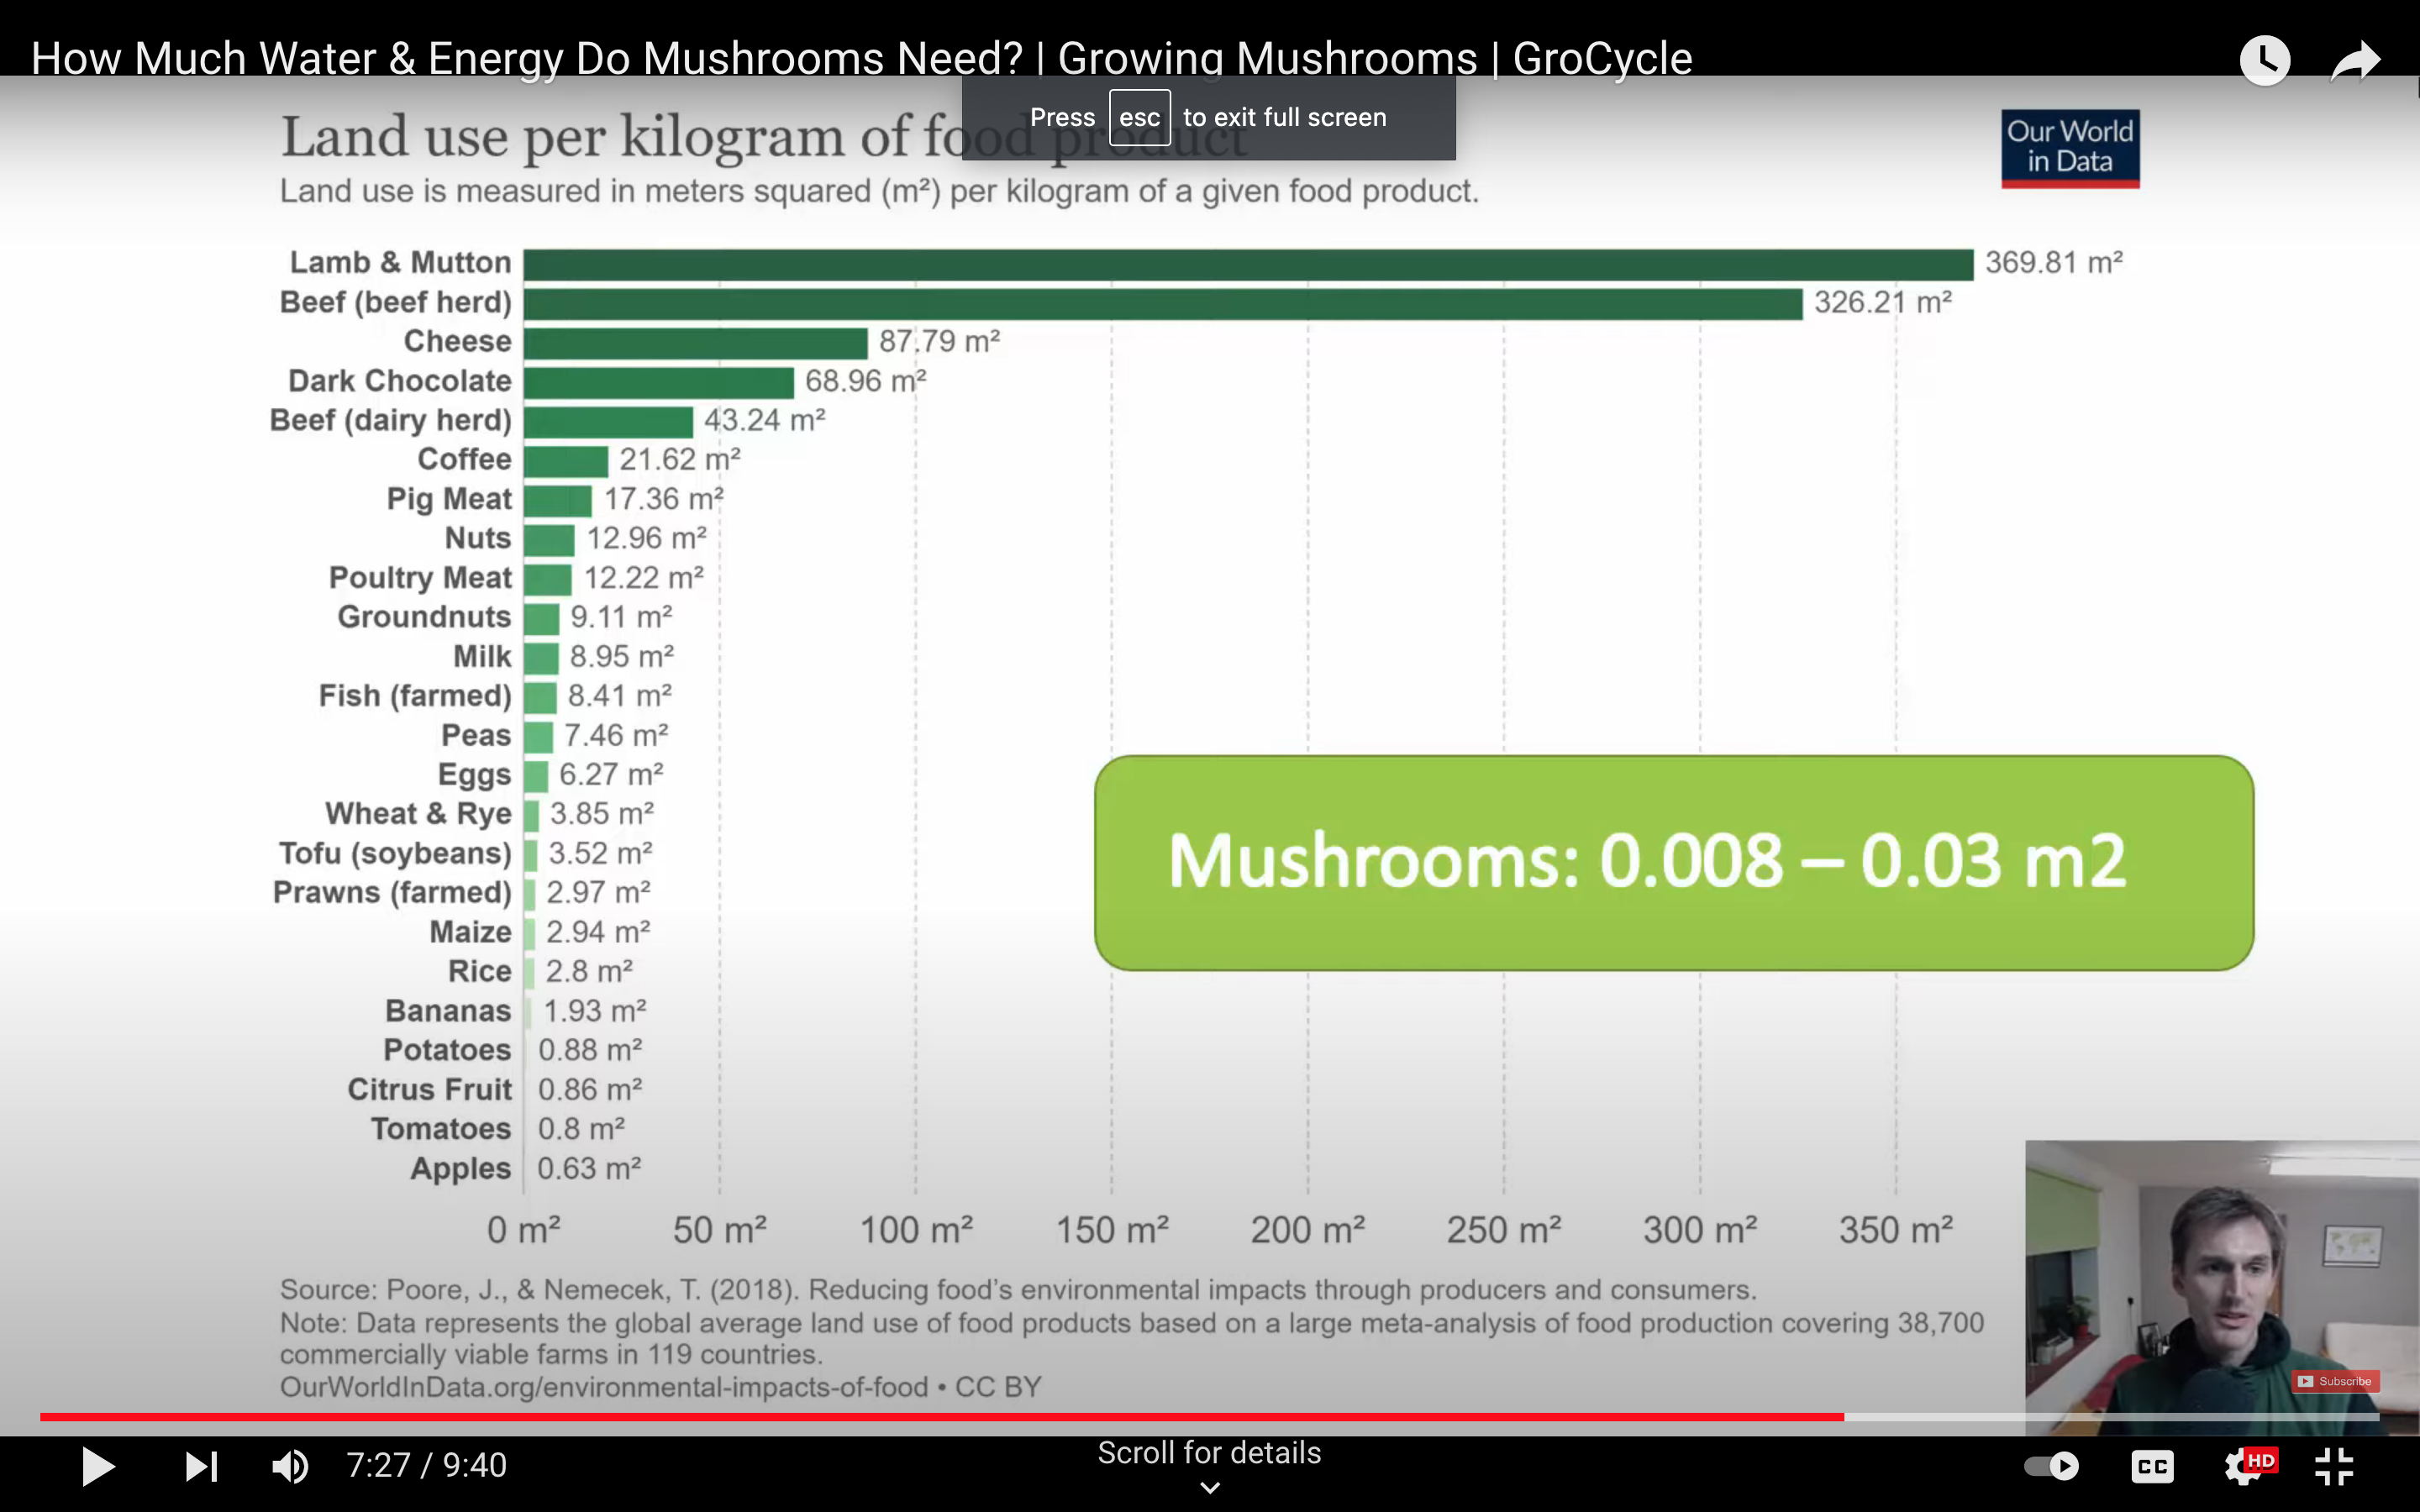 How Much Water & Energy Do Mushrooms Need? | Growing Mushrooms | GroCycle
Press esc to exit full screen
Land use per kilogram of food product
Our World
in Data
Land use is measured in meters squared (m²) per kilogram of a given food product.
Lamb & Mutton 369.81 m²
Beef (beef herd) 326.21 m²
Cheese 87.79 m²
Dark Chocolate 68.96 m²
Beef (dairy herd) 43.24 m²
Coffee 21.62 m²
Pig Meat 17.36 m²
Nuts 12.96 m²
Poultry Meat 12.22 m²
Groundnuts 9.11 m²
Milk 8.95 m²
Fish (farmed) 8.41 m²
Peas 7.46 m²
Eggs 6.27 m²
Wheat & Rye 3.85 m²
Tofu (soybeans) 3.52 m²
Prawns (farmed) 2.97 m²
Maize 2.94 m²
Rice 2.8 m²
Bananas 1.93 m²
Potatoes 0.88 m²
Citrus Fruit 0.86 m²
Tomatoes 0.8 m²
Apples 0.63 m²
Mushrooms: 0.008 – 0.03 m2
0 m² 50 m² 100 m² 150 m² 200 m² 250 m² 300 m² 350 m²
Source: Poore, J., & Nemecek, T. (2018). Reducing food's environmental impacts through producers and consumers.
Note: Data represents the global average land use of food products based on a large meta-analysis of food production covering 38,700
commercially viable farms in 119 countries.
OurWorldInData.org/environmental-impacts-of-food • CC BY
Subscribe
7:27 / 9:40
Scroll for details
CC
HD